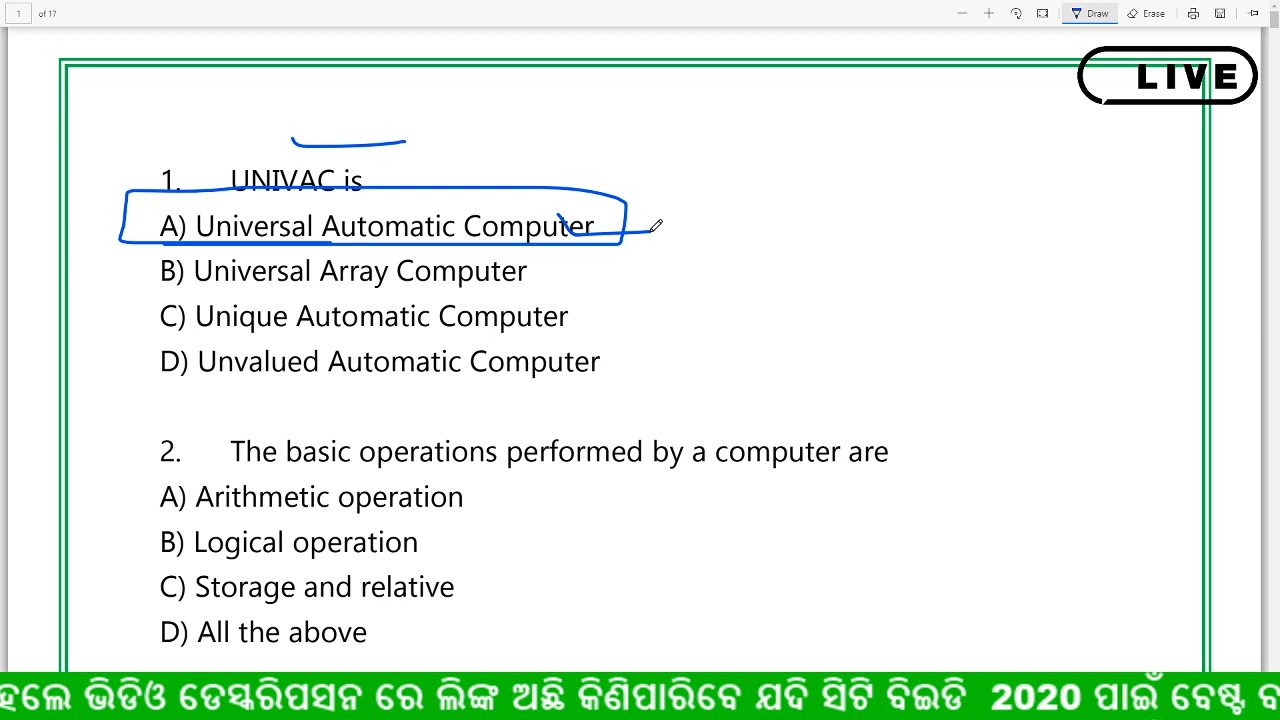 1 of 17 Draw Erase
LIVE
1. UNIVAC is
A) Universal Automatic Computer
B) Universal Array Computer
C) Unique Automatic Computer
D) Unvalued Automatic Computer
2. The basic operations performed by a computer are
A) Arithmetic operation
B) Logical operation
C) Storage and relative
D) All the above
ହଲେ ଭିଡିଓ ଡେସ୍କରିପସନ ରେ ଲିଙ୍କ ଅଛି କିଣିପାରିବେ ଯଦି ସିଟି ବିଇଡି 2020 ପାଇଁ ବେଷ୍ଟ ବ